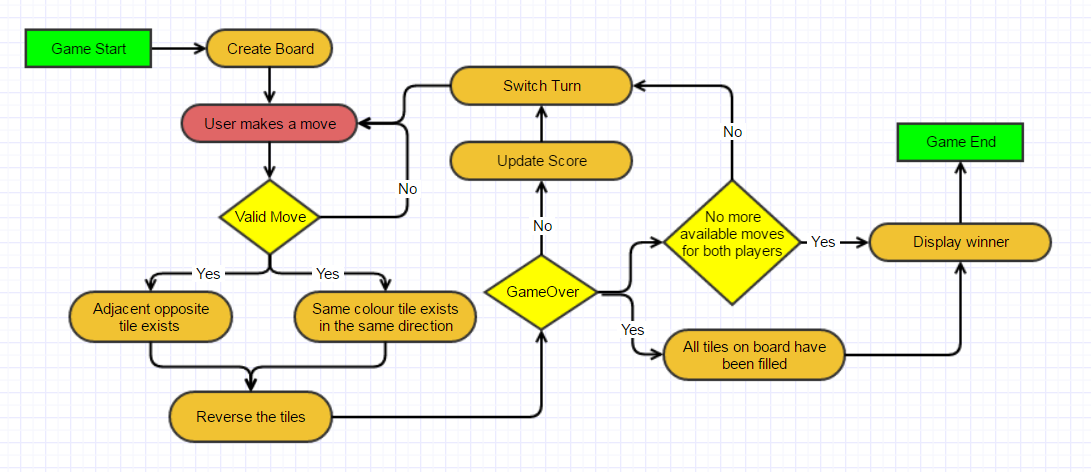 Game Start
Create Board
Switch Turn
User makes a move
No
Game End
Update Score
No
Valid Move
No
No more
available moves
for both players
Yes
Display winner
Yes
Yes
GameOver
Adjacent opposite
tile exists
Same colour tile exists
in the same direction
Yes
All tiles on board have
been filled
Reverse the tiles